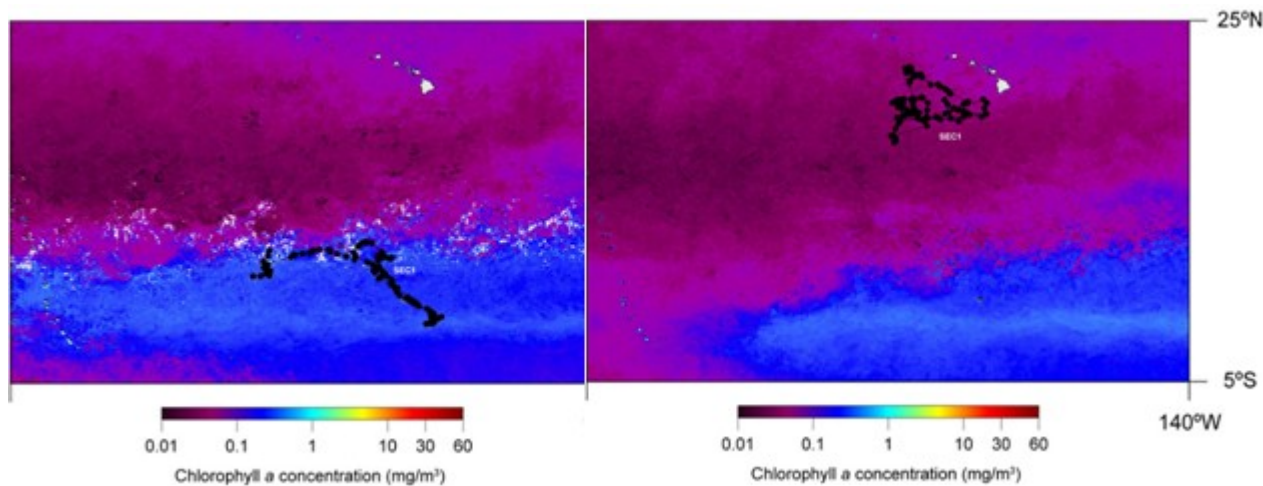 25ºN
SEC1
SEC1
5ºS
140ºW
0.01 0.1 1 10 30 60
Chlorophyll a concentration (mg/m³)
0.01 0.1 1 10 30 60
Chlorophyll a concentration (mg/m³)